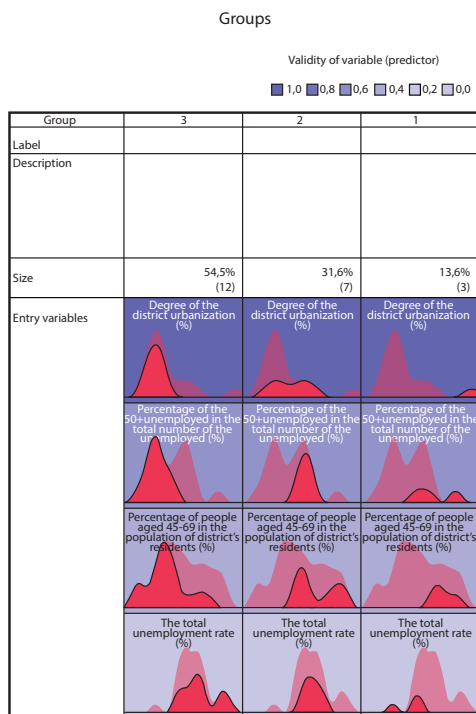 Groups
Validity of variable (predictor)
1,0 0,8 0,6 0,4 0,2 0,0
Group 3 2 1
Label
Description
Size 54,5% 31,6% 13,6%
(12) (7) (3)
Entry variables
Degree of the district urbanization (%)
Degree of the district urbanization (%)
Degree of the district urbanization (%)
Percentage of the 50+unemployed in the total number of the unemployed (%)
Percentage of the 50+unemployed in the total number of the unemployed (%)
Percentage of the 50+unemployed in the total number of the unemployed (%)
Percentage of people aged 45-69 in the population of district's residents (%)
Percentage of people aged 45-69 in the population of district's residents (%)
Percentage of people aged 45-69 in the population of district's residents (%)
The total unemployment rate (%)
The total unemployment rate (%)
The total unemployment rate (%)